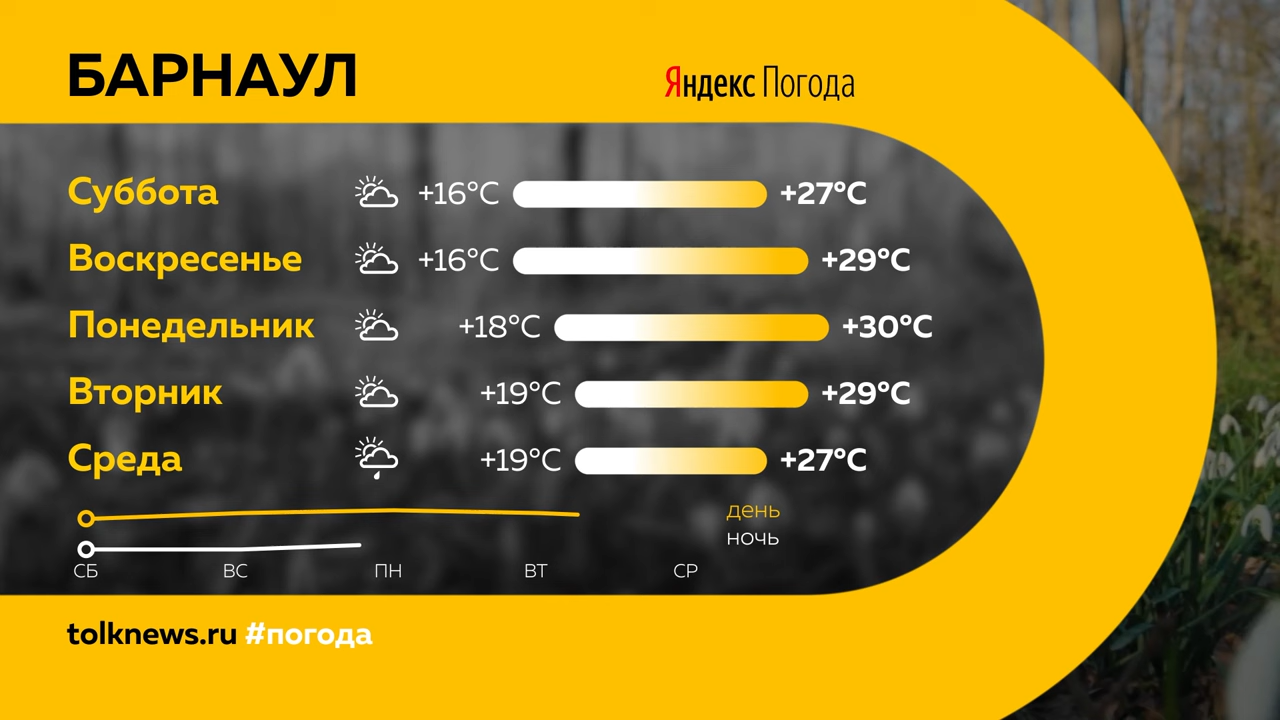 БАРНАУЛ
Яндекс Погода
Суббота +16°C +27°C
Воскресенье +16°C +29°C
Понедельник +18°C +30°C
Вторник +19°C +29°C
Среда +19°C +27°C
день
ночь
СБ ВС ПН ВТ СР
tolknews.ru #погода